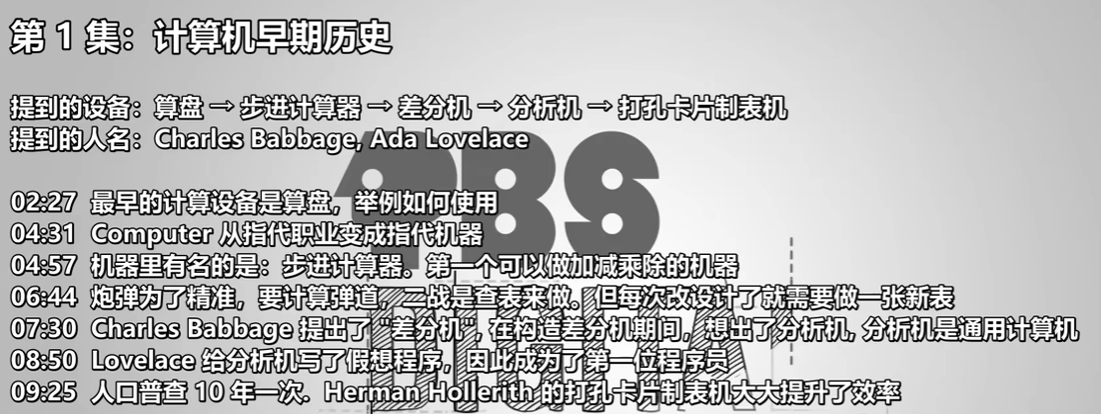 第 1 集：计算机早期历史
提到的设备：算盘 → 步进计算器 → 差分机 → 分析机 → 打孔卡片制表机
提到的人名：Charles Babbage, Ada Lovelace
02:27 最早的计算设备是算盘，举例如何使用
04:31 Computer 从指代职业变成指代机器
04:57 机器里有名的是：步进计算器。第一个可以做加减乘除的机器
06:44 炮弹为了精准，要计算弹道，二战是查表来做。但每次改设计了就需要做一张新表
07:30 Charles Babbage 提出了 "差分机"，在构造差分机期间，想出了分析机, 分析机是通用计算机
08:50 Lovelace 给分析机写了假想程序，因此成为了第一位程序员
09:25 人口普查 10 年一次. Herman Hollerith 的打孔卡片制表机大大提升了效率
PBS
DIGITAL